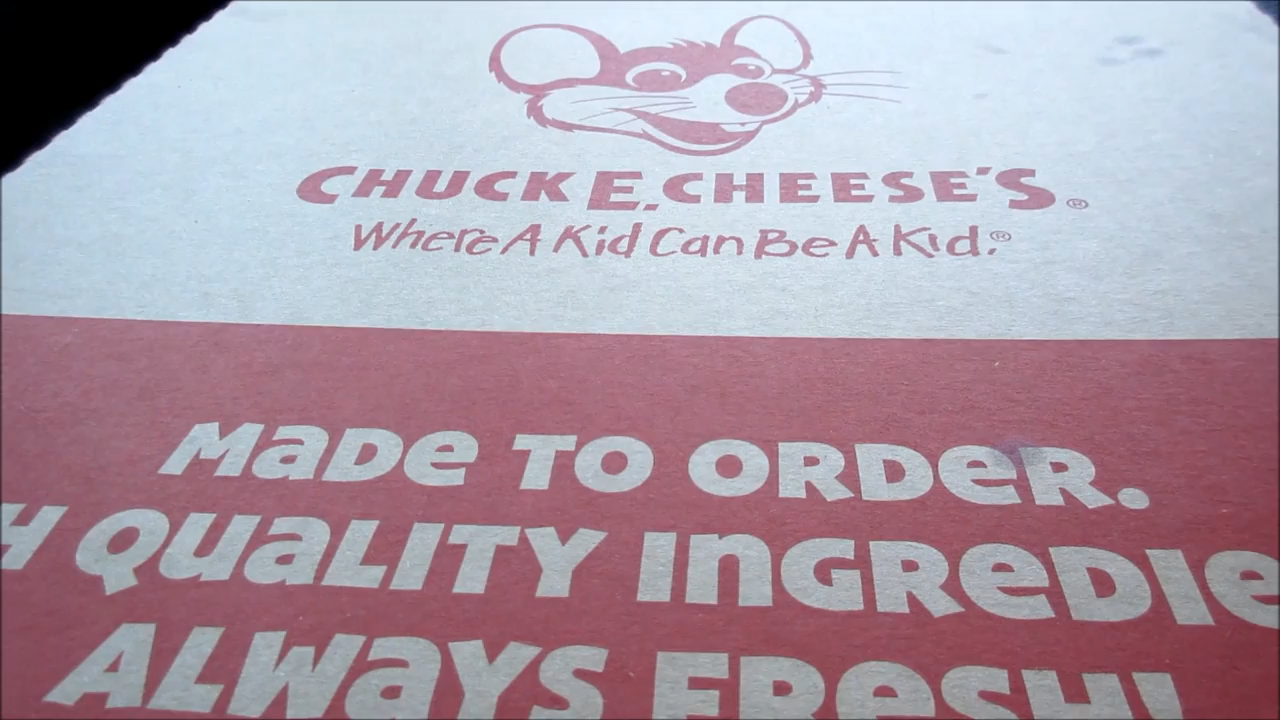 CHUCK E. CHEESE'S®
Where A Kid Can Be A Kid.®
MADE TO ORDER.
H QUALITY INGREDIE
ALWAYS FRESH!